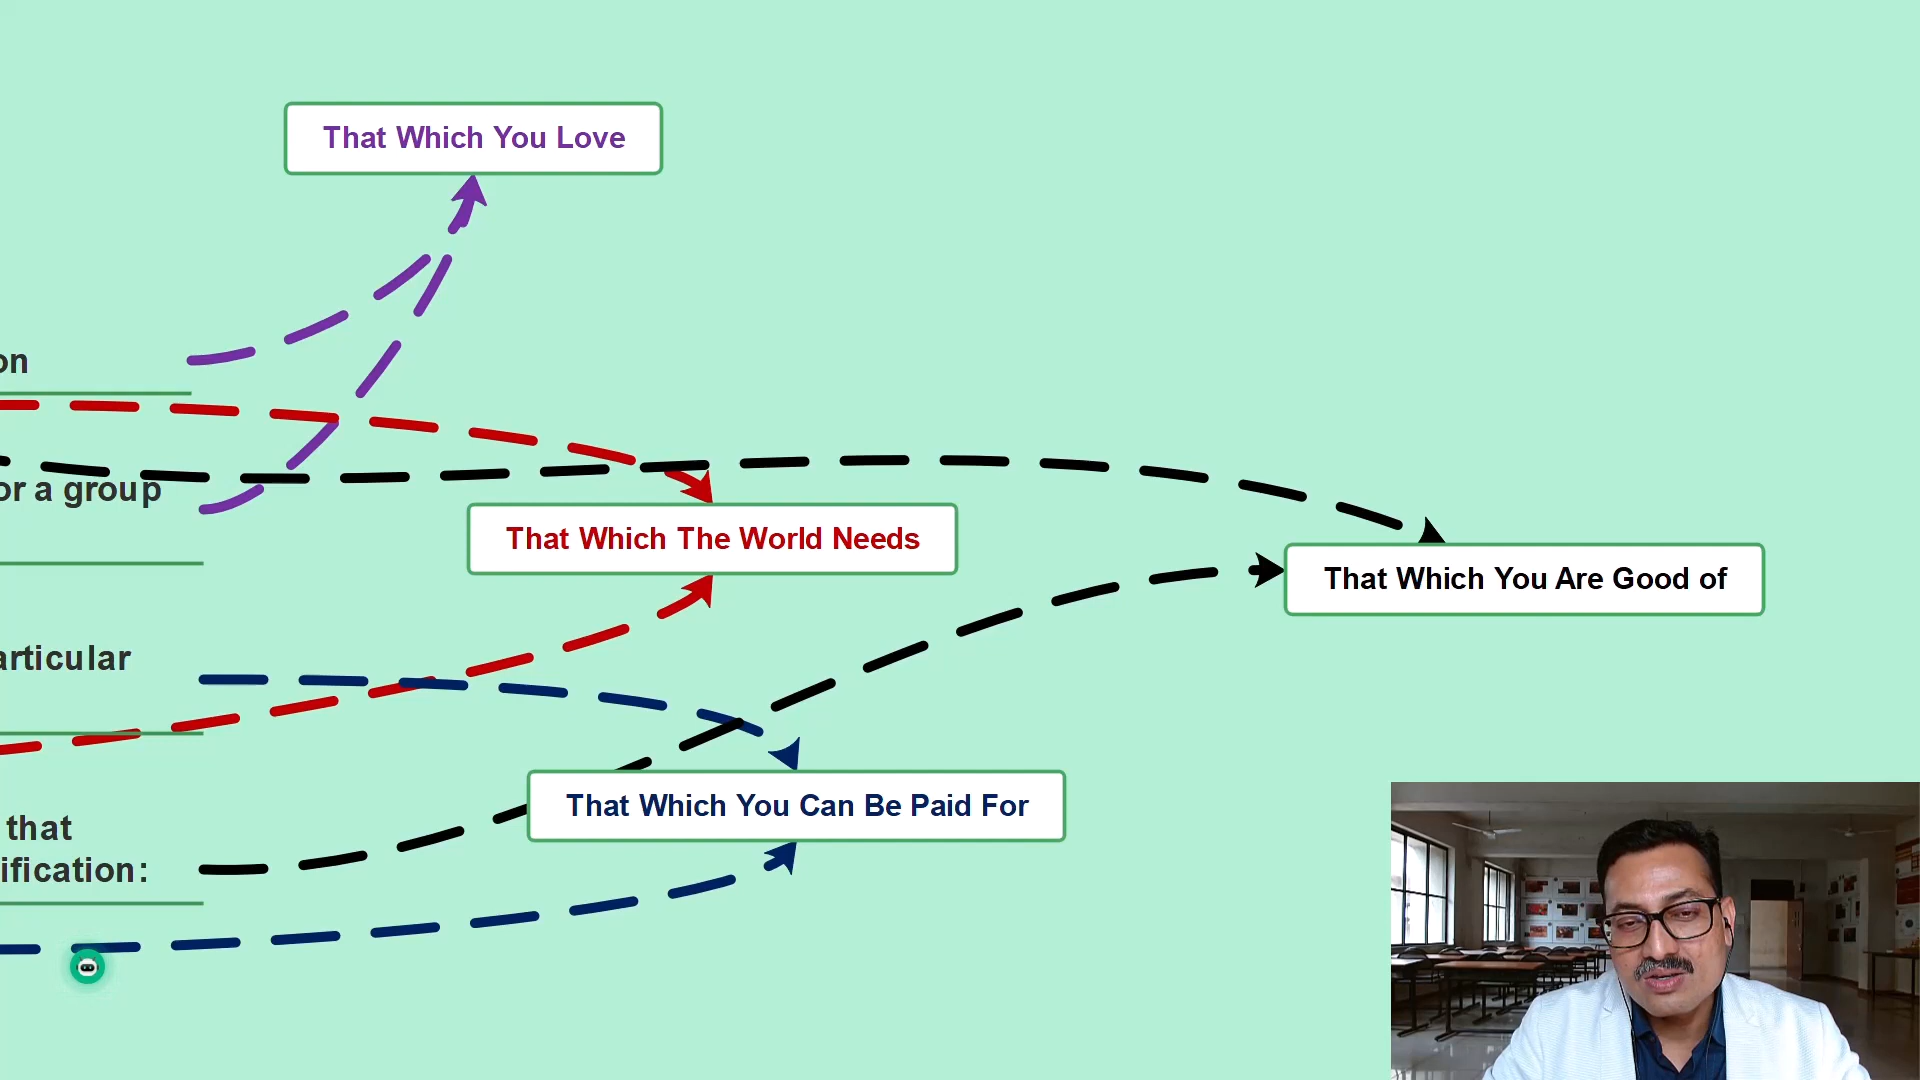 That Which You Love
on
or a group
That Which The World Needs
That Which You Are Good of
articular
That Which You Can Be Paid For
that
ification: